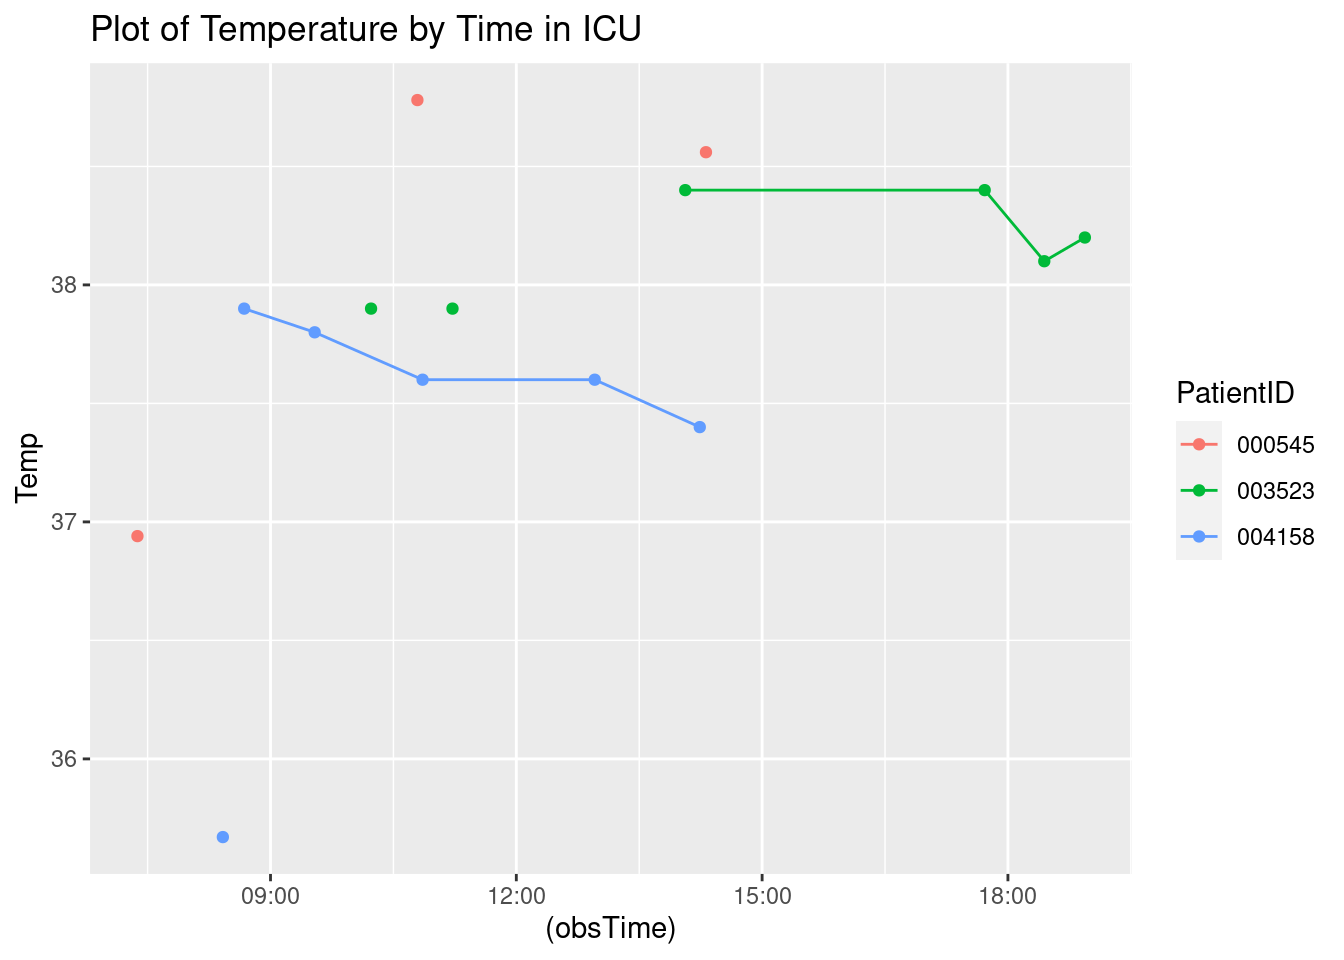 Plot of Temperature by Time in ICU
38
37
36
Temp
09:00 12:00 15:00 18:00
(obsTime)
PatientID
000545
003523
004158